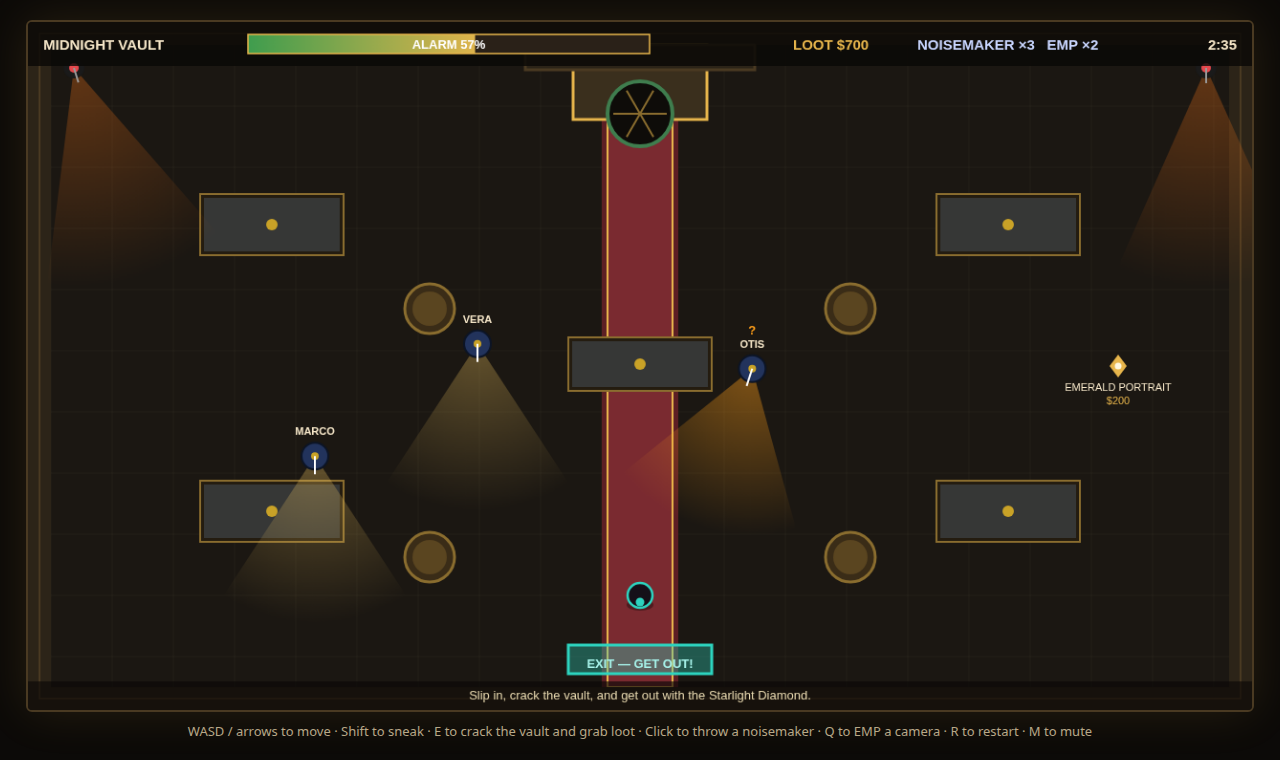 MIDNIGHT VAULT
ALARM 57%
LOOT $700
NOISEMAKER ×3 EMP ×2
2:35
VERA
?
OTIS
EMERALD PORTRAIT
$200
MARCO
EXIT — GET OUT!
Slip in, crack the vault, and get out with the Starlight Diamond.
WASD / arrows to move · Shift to sneak · E to crack the vault and grab loot · Click to throw a noisemaker · Q to EMP a camera · R to restart · M to mute